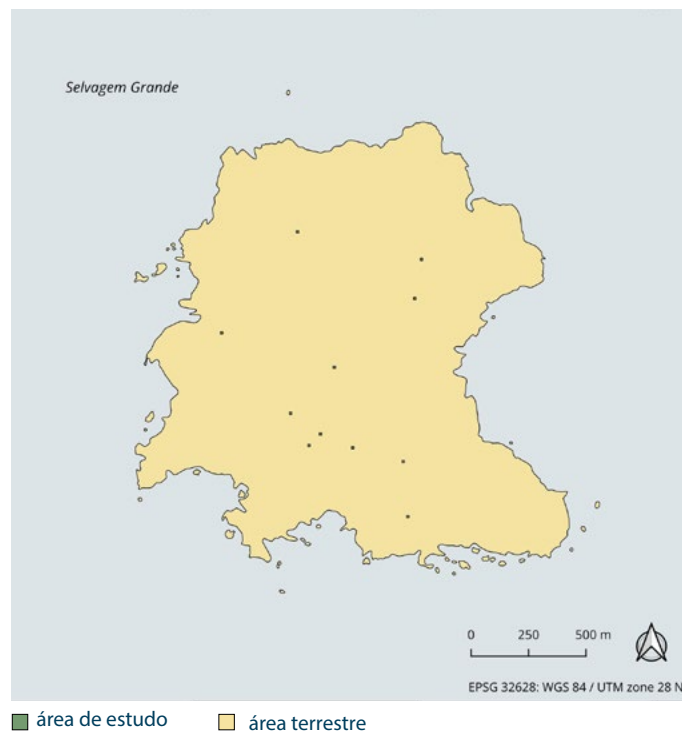 Selvagem Grande
0 250 500 m
EPSG 32628: WGS 84 / UTM zone 28 N
área de estudo
área terrestre